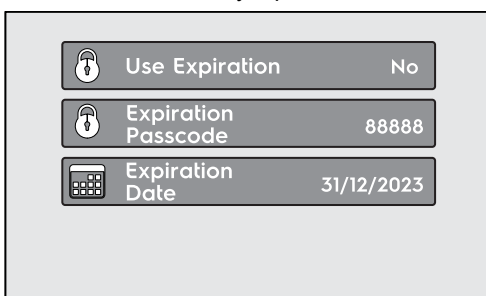 Use Expiration No
Expiration
Passcode 88888
Expiration
Date 31/12/2023